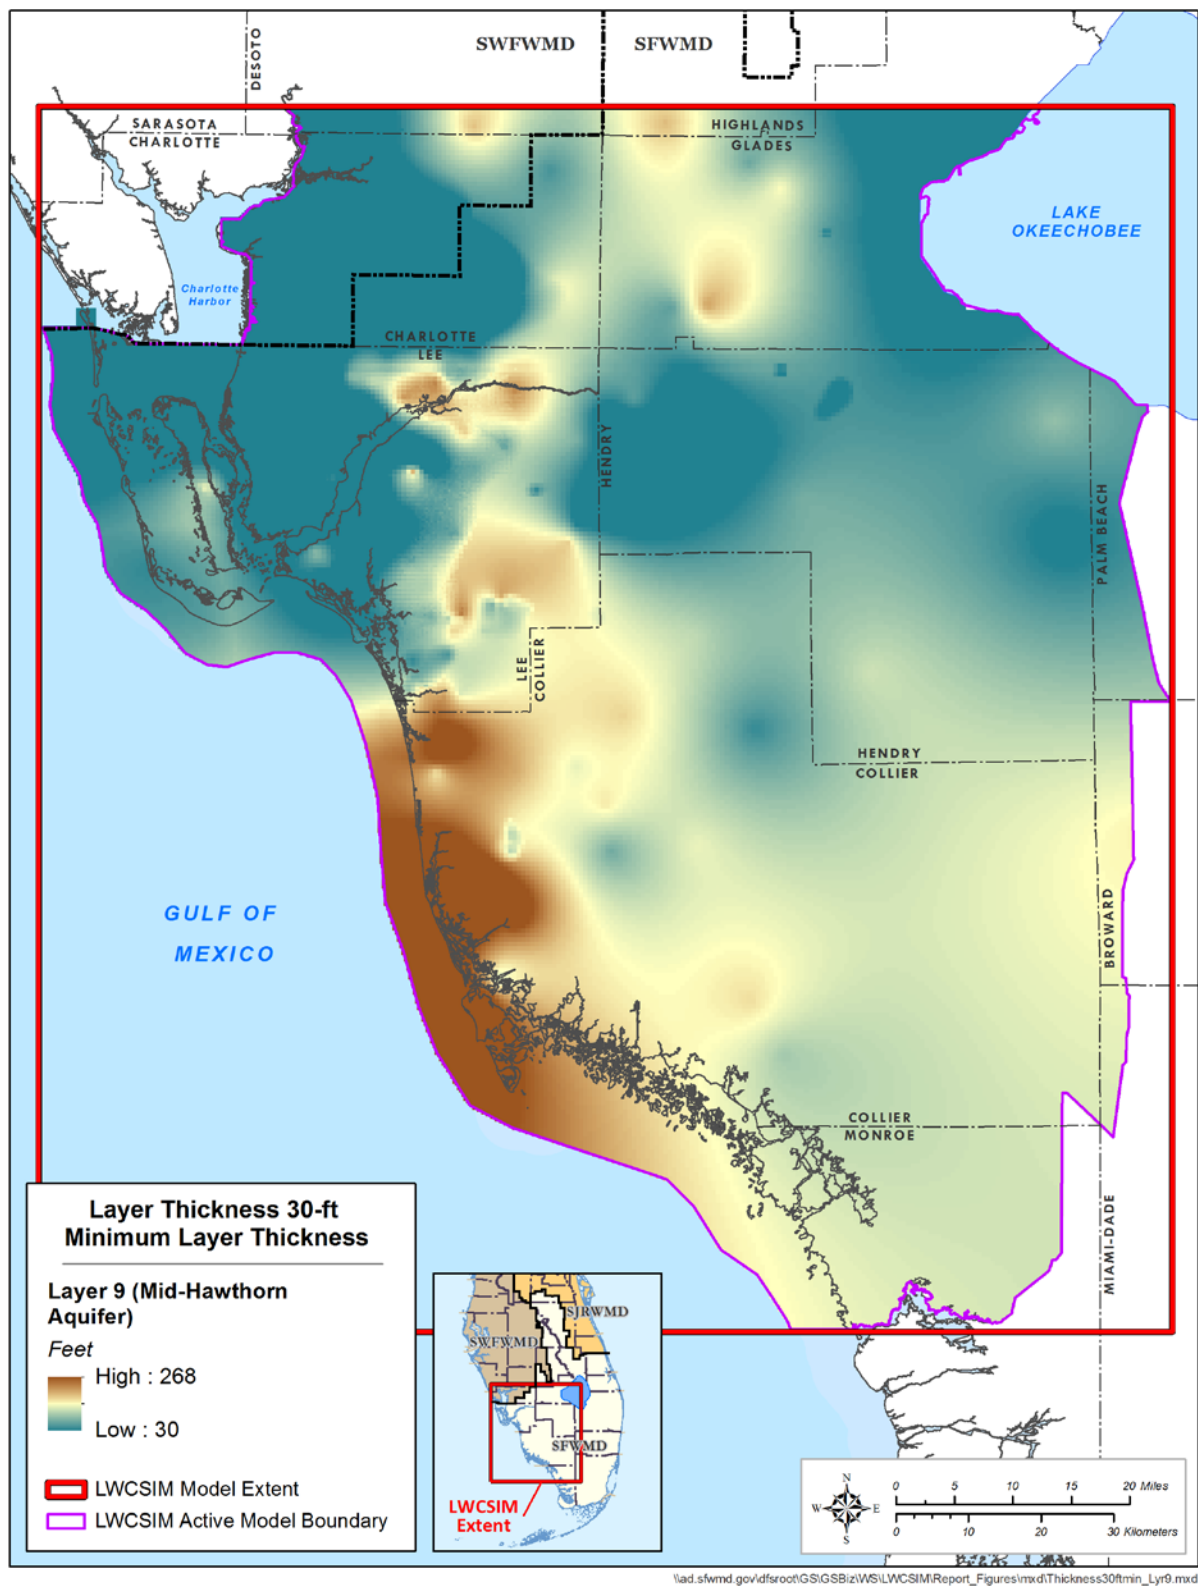 SWFWMD
SFWMD
DESOTO
SARASOTA
CHARLOTTE
HIGHLANDS
GLADES
LAKE
OKEECHOBEE
Charlotte
Harbor
CHARLOTTE
LEE
HENDRY
PALM BEACH
LEE
COLLIER
HENDRY
COLLIER
GULF OF
MEXICO
BROWARD
COLLIER
MONROE
MIAMI-DADE
Layer Thickness 30-ft
Minimum Layer Thickness
Layer 9 (Mid-Hawthorn
Aquifer)
Feet
High : 268
Low : 30
LWCSIM Model Extent
LWCSIM Active Model Boundary
SJRWMD
SWFWMD
SFWMD
LWCSIM
Extent
N
W E
S
0 5 10 15 20 Miles
0 10 20 30 Kilometers
\\ad.sfwmd.gov\dfsroot\GS\GSBiz\WS\LWCSIM\Report_Figures\mxd\Thickness30ftmin_Lyr9.mxd